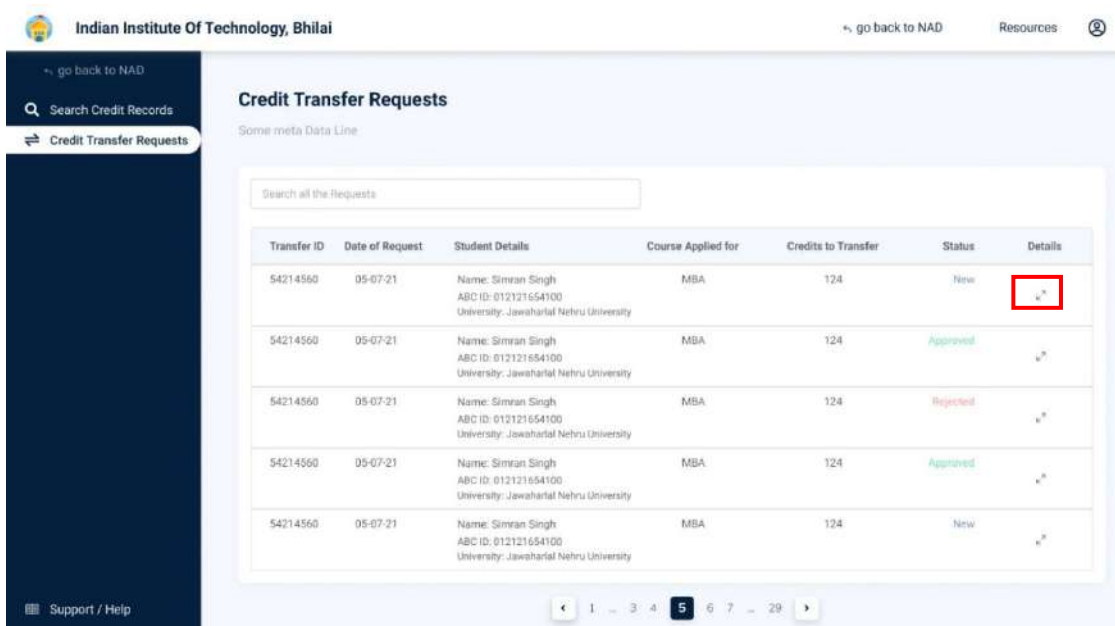 Indian Institute Of Technology, Bhilai
go back to NAD
Resources
go back to NAD
Search Credit Records
Credit Transfer Requests
Support / Help
Credit Transfer Requests
Some meta Data Line
Search all the Requests
Transfer ID Date of Request Student Details Course Applied for Credits to Transfer Status Details
54214560 05-07-21 Name: Simran Singh MBA 124 New
ABC ID: 012121654100
University: Jawaharlal Nehru University
54214560 05-07-21 Name: Simran Singh MBA 124 Approved
ABC ID: 012121654100
University: Jawaharlal Nehru University
54214560 05-07-21 Name: Simran Singh MBA 124 Rejected
ABC ID: 012121654100
University: Jawaharlal Nehru University
54214560 05-07-21 Name: Simran Singh MBA 124 Approved
ABC ID: 012121654100
University: Jawaharlal Nehru University
54214560 05-07-21 Name: Simran Singh MBA 124 New
ABC ID: 012121654100
University: Jawaharlal Nehru University
1 ... 3 4 5 6 7 ... 29